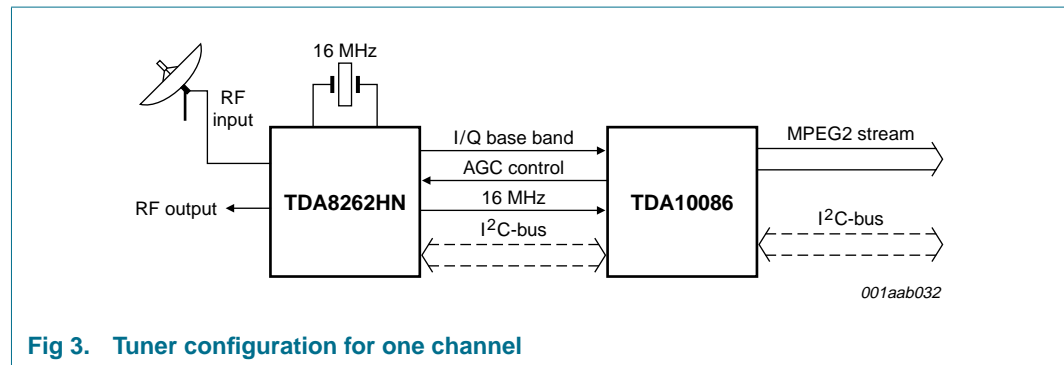 16 MHz
RF
input
I/Q base band
MPEG2 stream
AGC control
RF output
TDA8262HN
16 MHz
TDA10086
I2C-bus
I2C-bus
001aab032
Fig 3. Tuner configuration for one channel